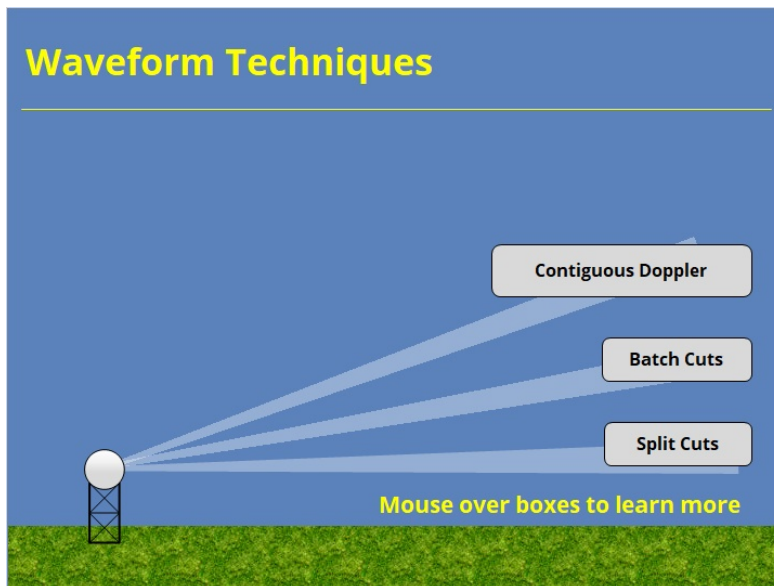 Waveform Techniques
Contiguous Doppler
Batch Cuts
Split Cuts
Mouse over boxes to learn more